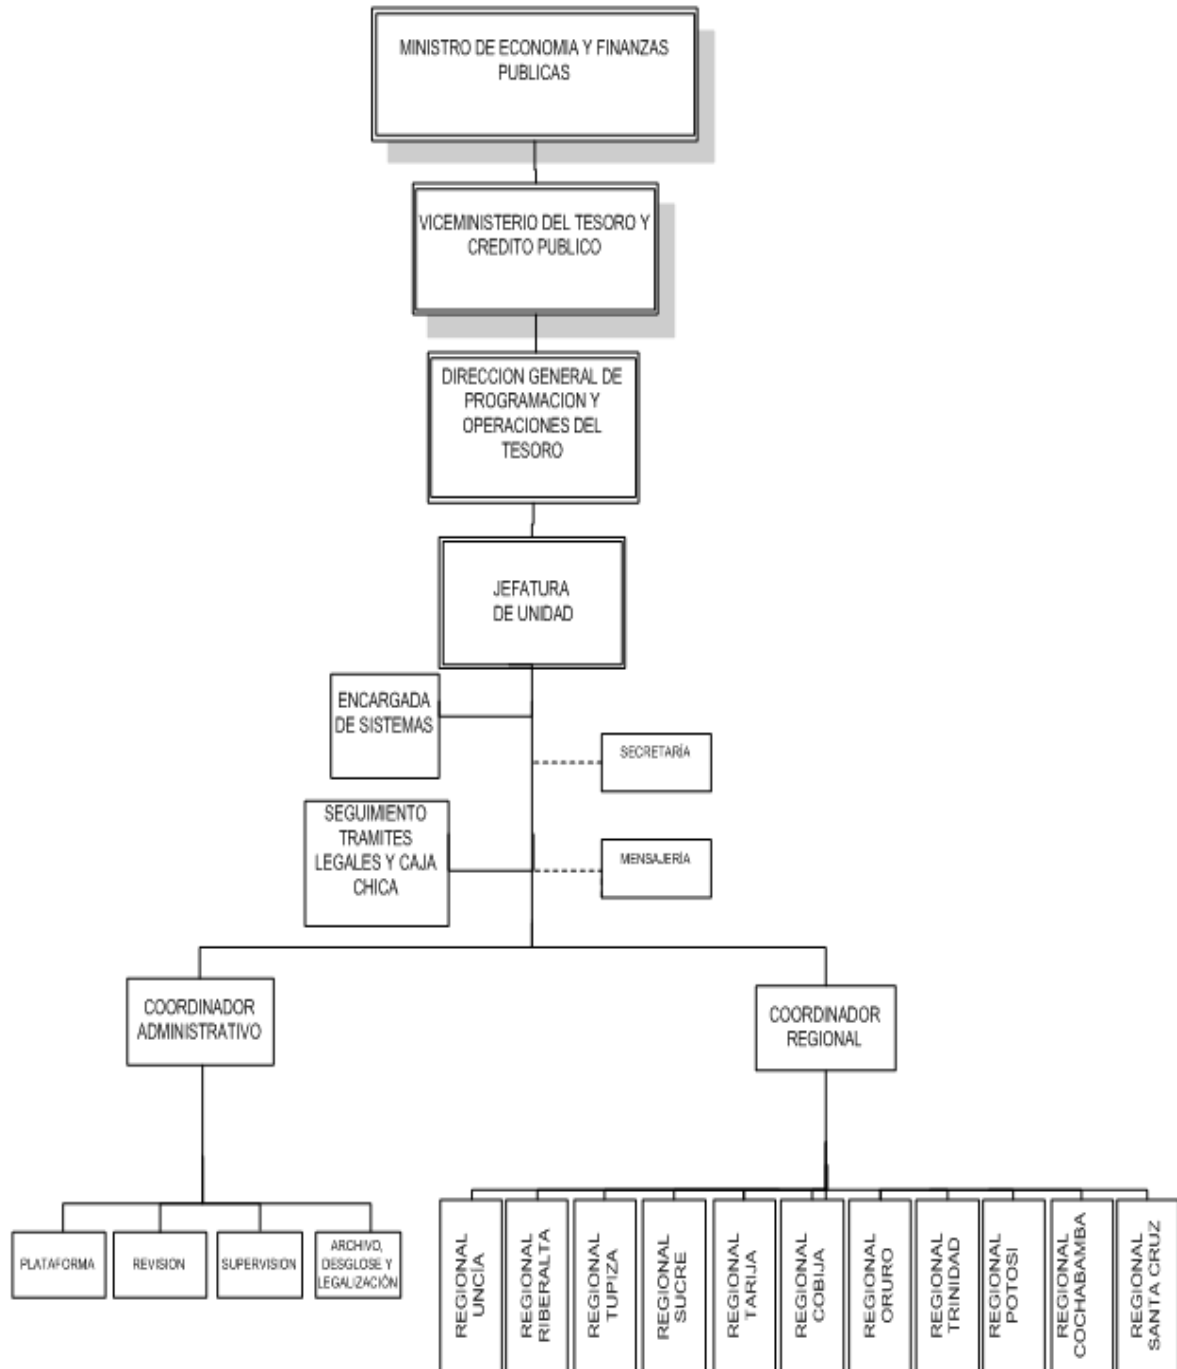 MINISTRO DE ECONOMIA Y FINANZAS
PUBLICAS
VICEMINISTERIO DEL TESORO Y
CREDITO PUBLICO
DIRECCION GENERAL DE
PROGRAMACION Y
OPERACIONES DEL
TESORO
JEFATURA
DE UNIDAD
ENCARGADA
DE SISTEMAS
SECRETARÍA
SEGUIMIENTO
TRAMITES
LEGALES Y CAJA
CHICA
MENSAJERÍA
COORDINADOR
ADMINISTRATIVO
COORDINADOR
REGIONAL
PLATAFORMA
REVISION
SUPERVISION
ARCHIVO,
DESGLOSE Y
LEGALIZACIÓN
REGIONAL
UNCÍA
REGIONAL
RIBERALTA
REGIONAL
TUPIZA
REGIONAL
SUCRE
REGIONAL
TARIJA
REGIONAL
COBIJA
REGIONAL
ORURO
REGIONAL
TRINIDAD
REGIONAL
POTOSI
REGIONAL
COCHABAMBA
REGIONAL
SANTA CRUZ